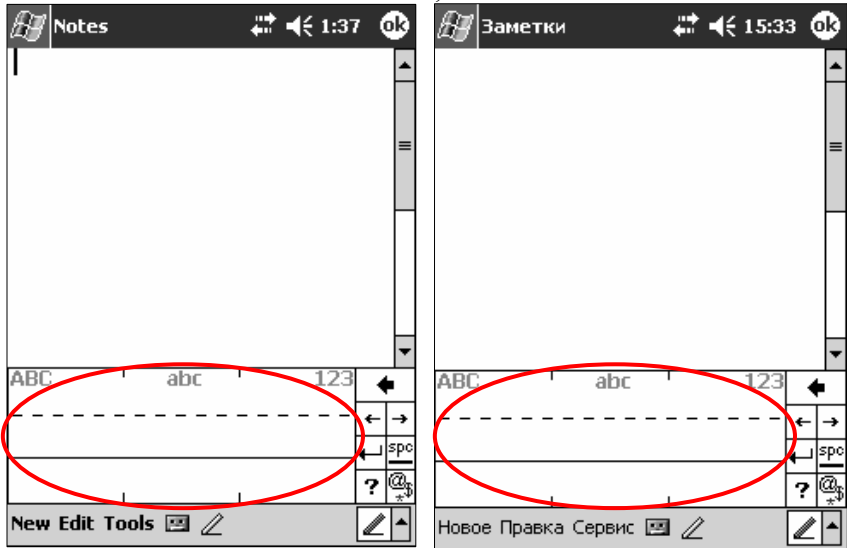 Notes 1:37 ok
ABC abc 123
← →
spc
? @*$
New Edit Tools
Заметки 15:33 ok
ABC abc 123
← →
spc
? @*$
Новое Правка Сервис